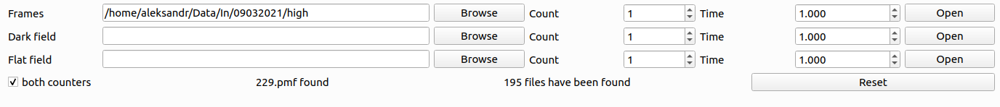 Frames /home/aleksandr/Data/In/09032021/high Browse Count 1 Time 1.000 Open
Dark field Browse Count 1 Time 1.000 Open
Flat field Browse Count 1 Time 1.000 Open
both counters 229.pmf found 195 files have been found Reset